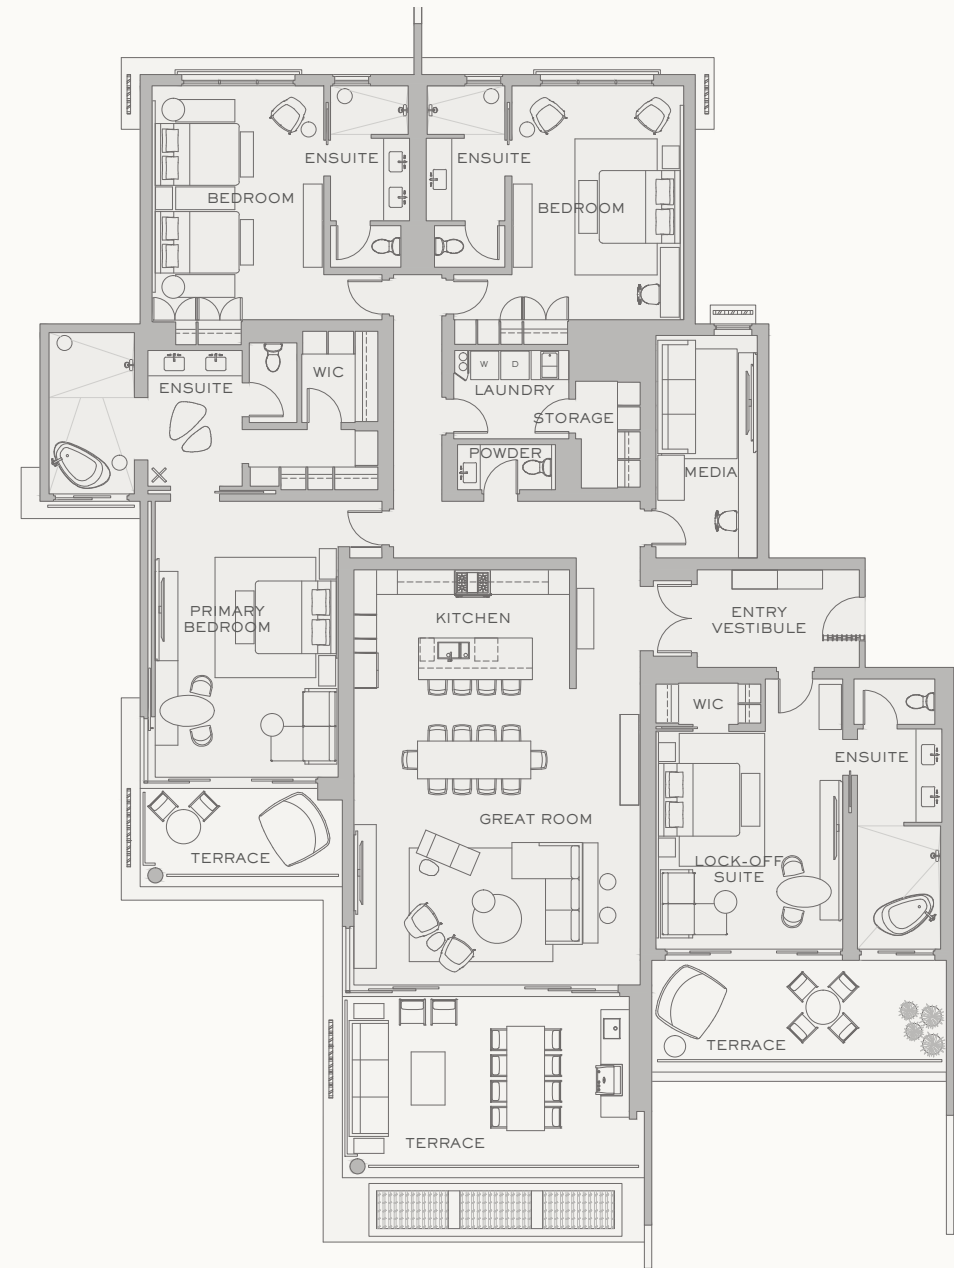 ENSUITE
ENSUITE
BEDROOM
BEDROOM
WIC
W
D
ENSUITE
LAUNDRY
STORAGE
POWDER
MEDIA
PRIMARY
BEDROOM
KITCHEN
ENTRY
VESTIBULE
WIC
ENSUITE
GREAT ROOM
TERRACE
LOCK-OFF
SUITE
TERRACE
TERRACE